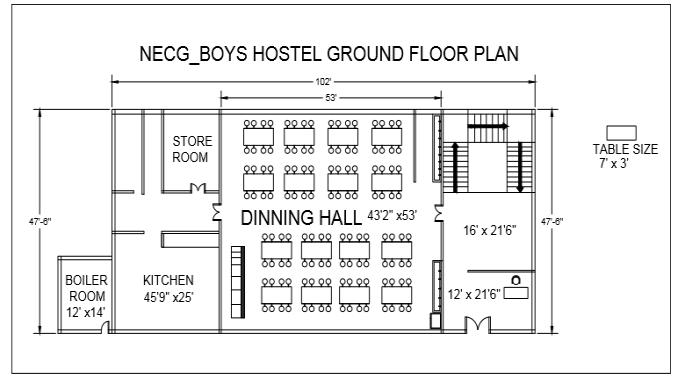 NECG_BOYS HOSTEL GROUND FLOOR PLAN
102'
53'
STORE
ROOM
TABLE SIZE
7' x 3'
47'-6"
DINNING HALL 43'2" x53'
47'-6"
16' x 21'6"
BOILER
ROOM
12' x14'
KITCHEN
45'9" x25'
12' x 21'6"